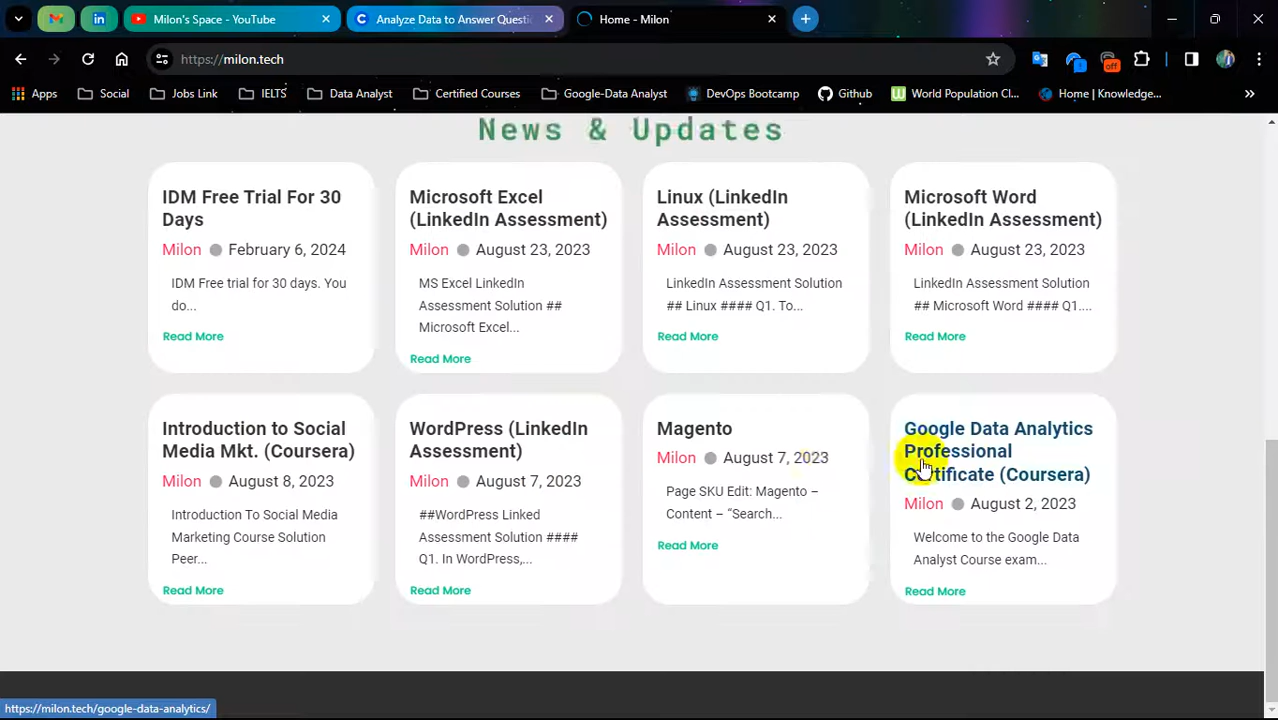 Milon's Space - YouTube
Analyze Data to Answer Questi
Home - Milon
https://milon.tech
off
Apps
Social
Jobs Link
IELTS
Data Analyst
Certified Courses
Google-Data Analyst
DevOps Bootcamp
Github
World Population Cl...
Home | Knowledge...
News & Updates
IDM Free Trial For 30
Days
Milon February 6, 2024
IDM Free trial for 30 days. You
do...
Read More
Microsoft Excel
(LinkedIn Assessment)
Milon August 23, 2023
MS Excel LinkedIn
Assessment Solution ##
Microsoft Excel...
Read More
Linux (LinkedIn
Assessment)
Milon August 23, 2023
LinkedIn Assessment Solution
## Linux #### Q1. To...
Read More
Microsoft Word
(LinkedIn Assessment)
Milon August 23, 2023
LinkedIn Assessment Solution
## Microsoft Word #### Q1....
Read More
Introduction to Social
Media Mkt. (Coursera)
Milon August 8, 2023
Introduction To Social Media
Marketing Course Solution
Peer...
Read More
WordPress (LinkedIn
Assessment)
Milon August 7, 2023
##WordPress Linked
Assessment Solution ####
Q1. In WordPress,...
Read More
Magento
Milon August 7, 2023
Page SKU Edit: Magento –
Content – “Search...
Read More
Google Data Analytics
Professional
Certificate (Coursera)
Milon August 2, 2023
Welcome to the Google Data
Analyst Course exam...
Read More
https://milon.tech/google-data-analytics/